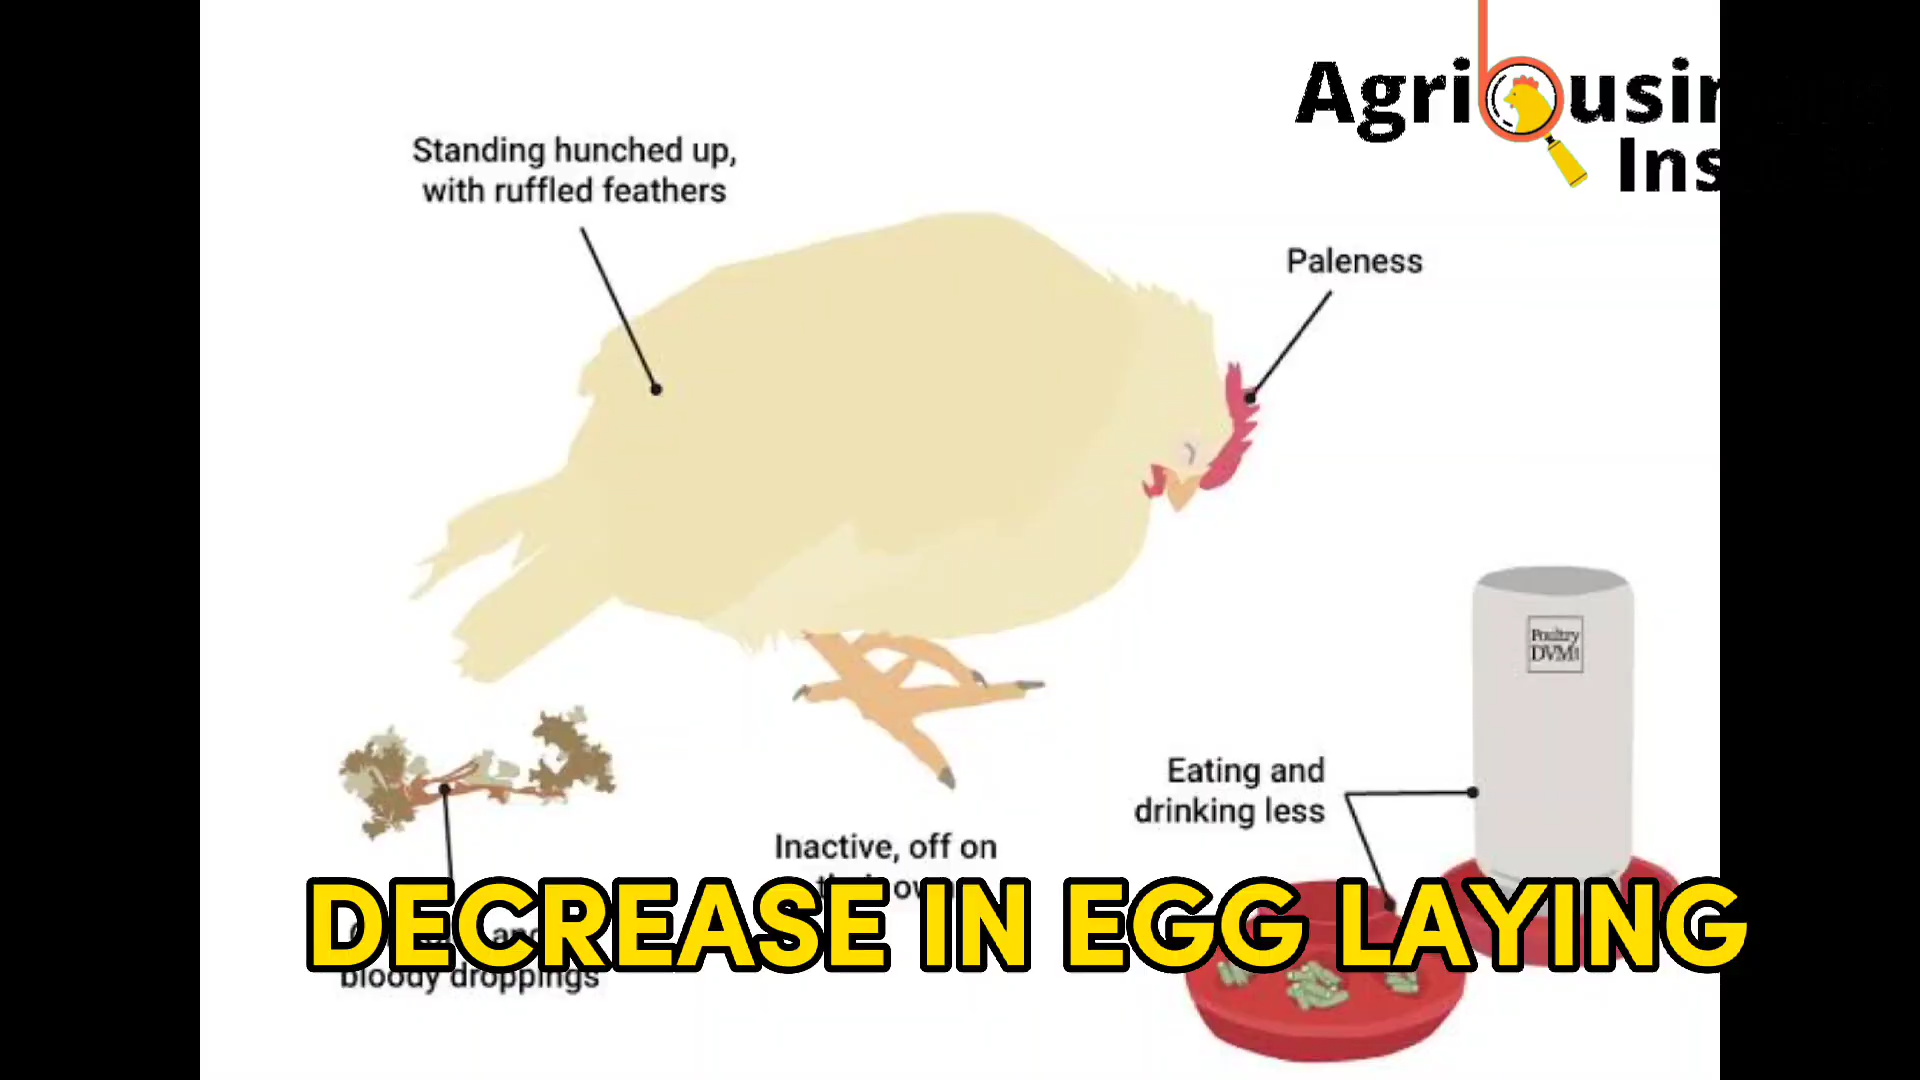 Agribusin
Ins
Standing hunched up,
with ruffled feathers
Paleness
Poultry
DVM
Eating and
drinking less
Inactive, off on
DECREASE IN EGG LAYING
bloody droppings